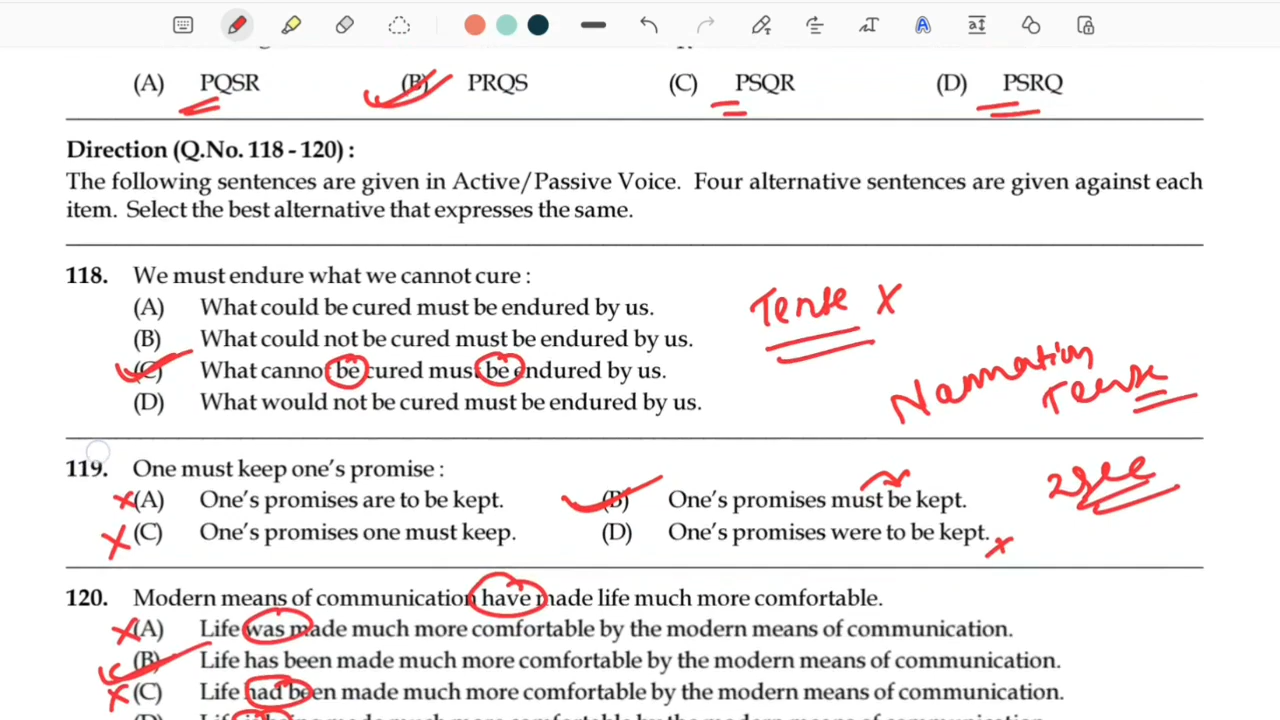 (A) PQSR (B) PRQS (C) PSQR (D) PSRQ
Direction (Q.No. 118 - 120) :
The following sentences are given in Active/Passive Voice. Four alternative sentences are given against each
item. Select the best alternative that expresses the same.
118. We must endure what we cannot cure :
(A) What could be cured must be endured by us.
(B) What could not be cured must be endured by us.
(C) What cannot be cured must be endured by us.
(D) What would not be cured must be endured by us.
Tense X
Narration
Tense
119. One must keep one's promise :
(A) One's promises are to be kept. (B) One's promises must be kept.
(C) One's promises one must keep. (D) One's promises were to be kept.
2 sec
120. Modern means of communication have made life much more comfortable.
(A) Life was made much more comfortable by the modern means of communication.
(B) Life has been made much more comfortable by the modern means of communication.
(C) Life had been made much more comfortable by the modern means of communication.